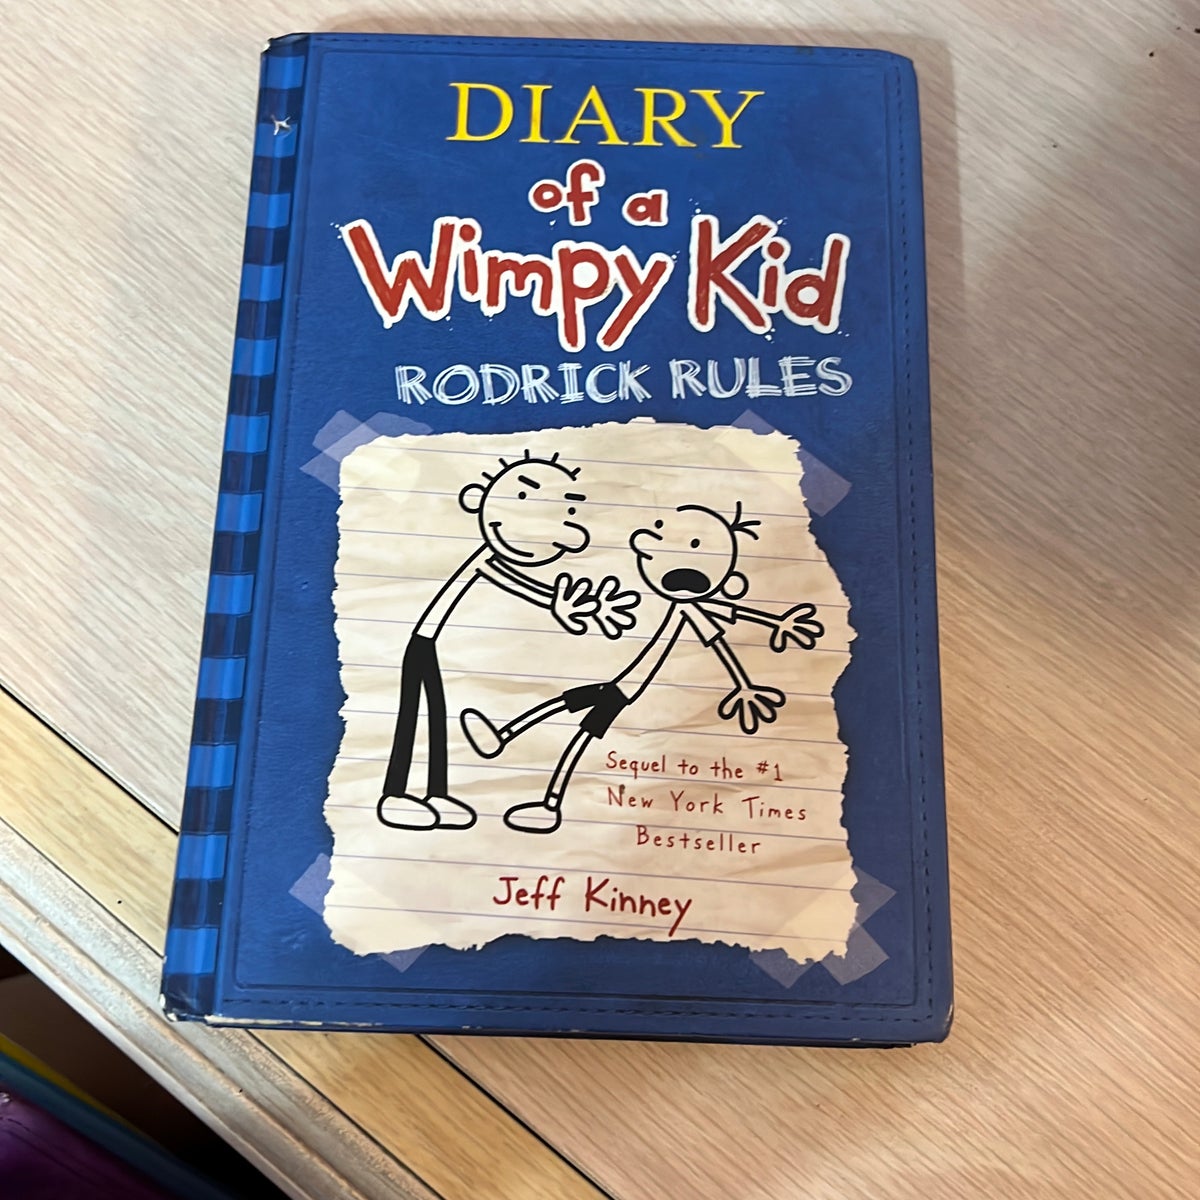 DIARY
of a
Wimpy Kid
RODRICK RULES
Sequel to the #1
New York Times
Bestseller
Jeff Kinney